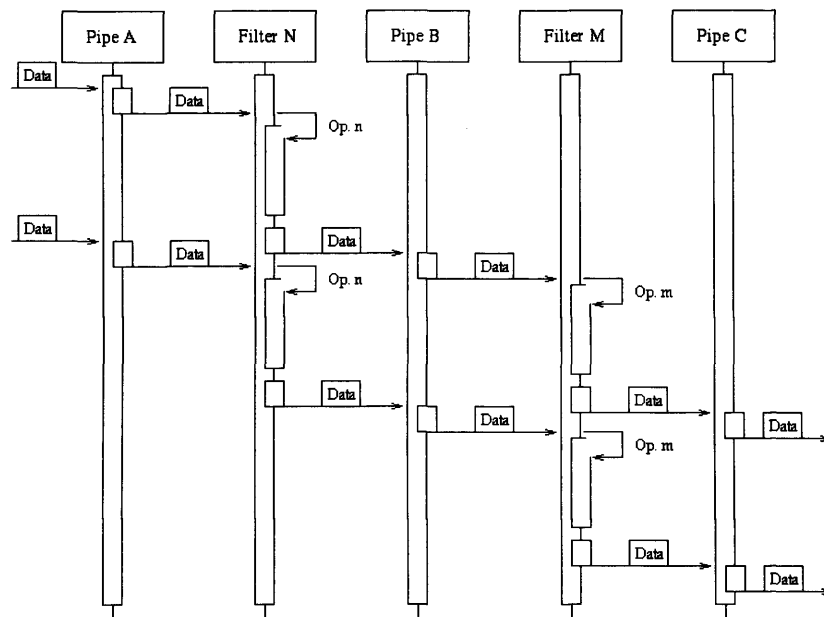 Pipe A Filter N Pipe B Filter M Pipe C
Data
Data
Op. n
Data
Data Data
Data
Op. n
Op. m
Data
Data
Data
Data
Op. m
Data
Data